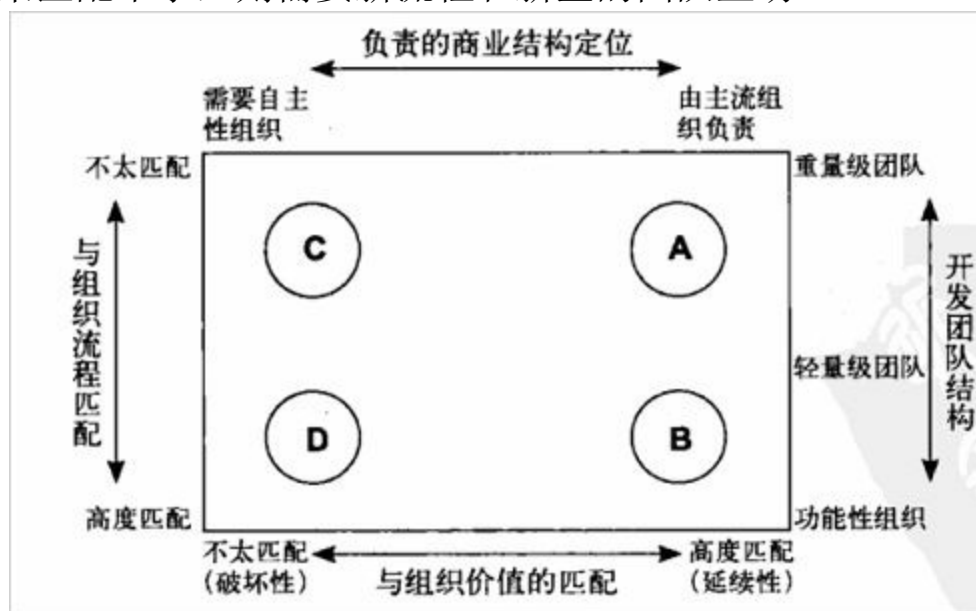 负责的商业结构定位
需要自主
性组织
由主流组
织负责
不太匹配
重量级团队
C
A
与组织流程匹配
开发团队结构
轻量级团队
D
B
高度匹配
功能性组织
不太匹配
(破坏性)
与组织价值的匹配
高度匹配
(延续性)